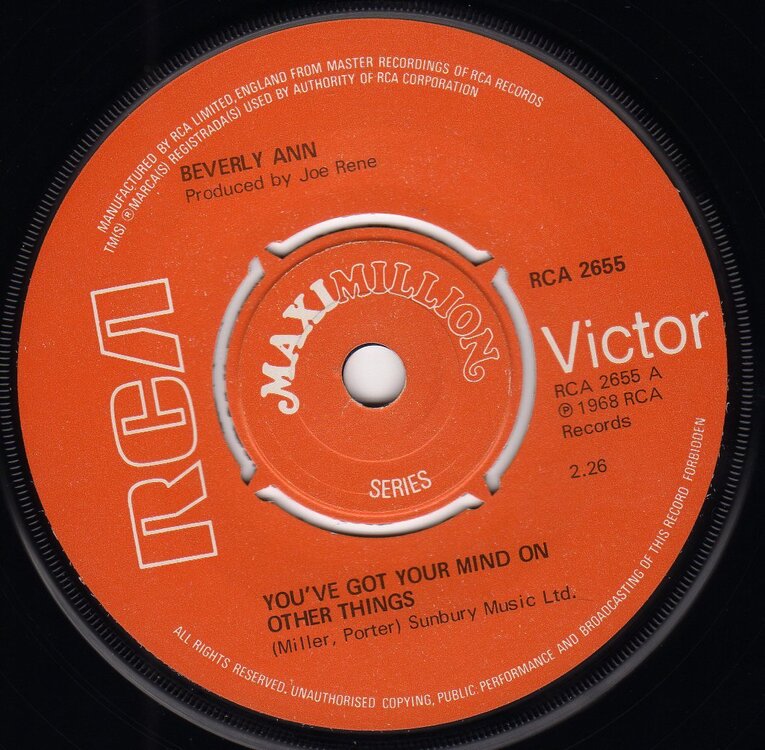 MANUFACTURED BY RCA LIMITED, ENGLAND FROM MASTER RECORDINGS OF RCA RECORDS
TM(S) ® MARCA(S) REGISTRADA(S) USED BY AUTHORITY OF RCA CORPORATION
BEVERLY ANN
Produced by Joe Rene
RCA
MAXIMILLION
SERIES
RCA 2655
Victor
RCA 2655 A
℗ 1968 RCA
Records
2.26
YOU'VE GOT YOUR MIND ON
OTHER THINGS
(Miller, Porter) Sunbury Music Ltd.
ALL RIGHTS RESERVED. UNAUTHORISED COPYING, PUBLIC PERFORMANCE AND BROADCASTING OF THIS RECORD FORBIDDEN